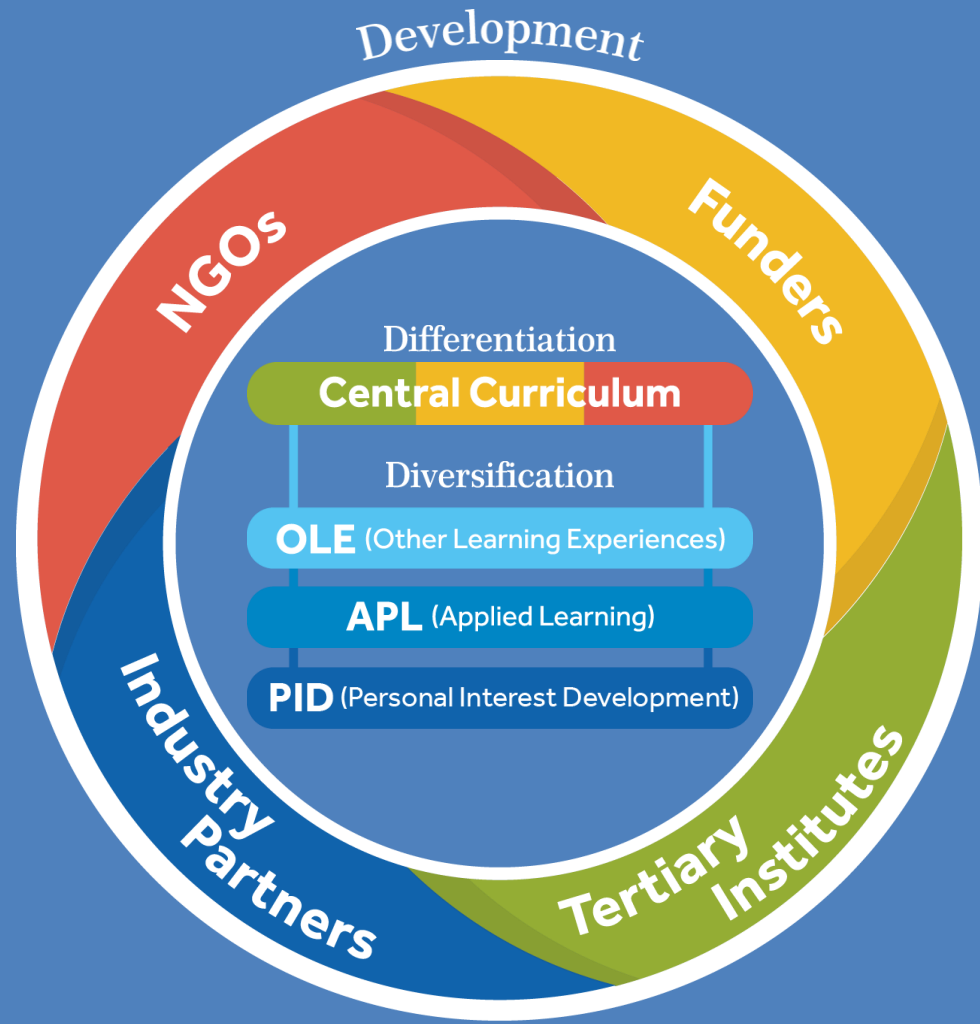 Development
NGOs
Funders
Differentiation
Central Curriculum
Diversification
OLE (Other Learning Experiences)
APL (Applied Learning)
PID (Personal Interest Development)
Industry
Partners
Tertiary
Institutes